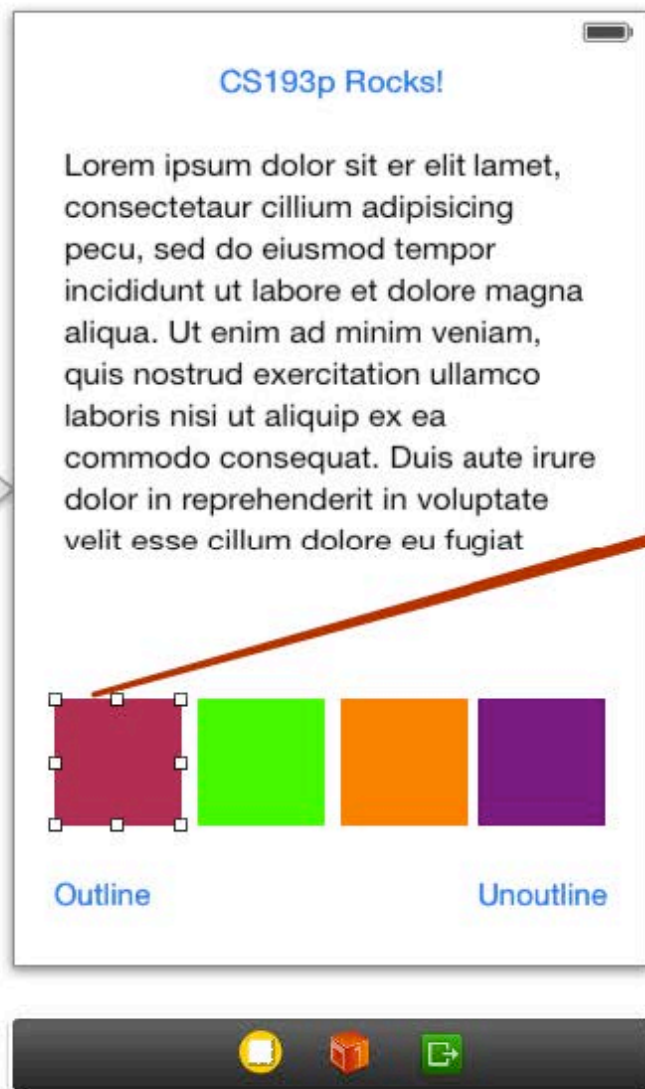 CS193p Rocks!
Lorem ipsum dolor sit er elit lamet,
consectetaur cillium adipisicing
pecu, sed do eiusmod tempor
incididunt ut labore et dolore magna
aliqua. Ut enim ad minim veniam,
quis nostrud exercitation ullamco
laboris nisi ut aliquip ex ea
commodo consequat. Duis aute irure
dolor in reprehenderit in voluptate
velit esse cillum dolore eu fugiat
Outline Unoutline